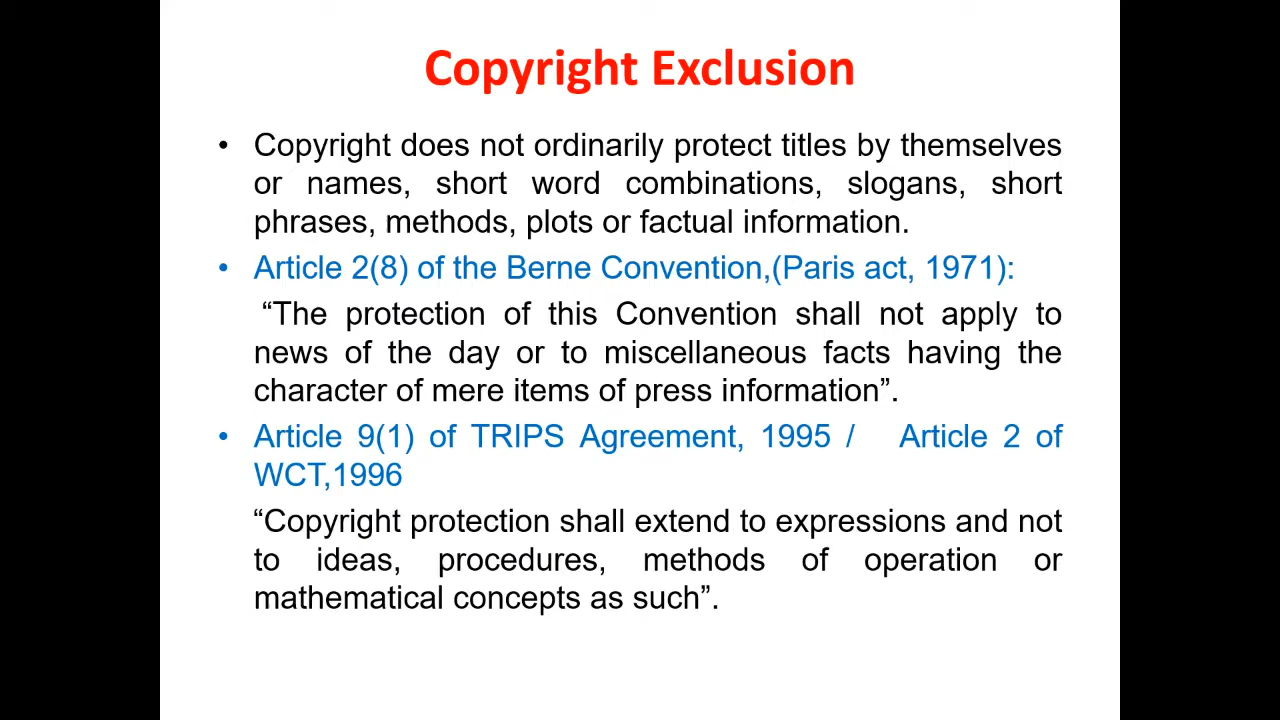 Copyright Exclusion
• Copyright does not ordinarily protect titles by themselves
or names, short word combinations, slogans, short
phrases, methods, plots or factual information.
• Article 2(8) of the Berne Convention,(Paris act, 1971):
“The protection of this Convention shall not apply to
news of the day or to miscellaneous facts having the
character of mere items of press information”.
• Article 9(1) of TRIPS Agreement, 1995 / Article 2 of
WCT,1996
“Copyright protection shall extend to expressions and not
to ideas, procedures, methods of operation or
mathematical concepts as such”.